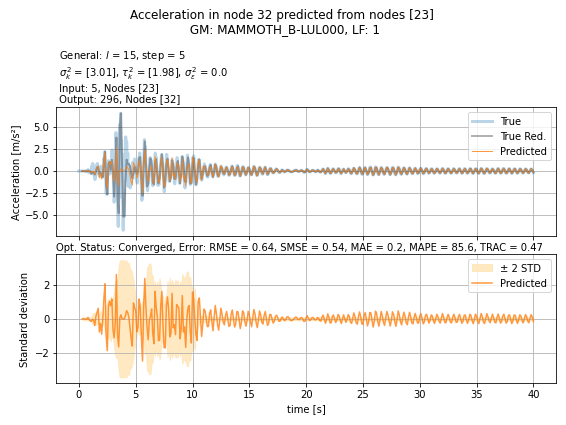 Acceleration in node 32 predicted from nodes [23]
GM: MAMMOTH_B-LUL000, LF: 1
General: l = 15, step = 5
σ²ₖ = [3.01], τ²ₖ = [1.98], σ²ε = 0.0
Input: 5, Nodes [23]
Output: 296, Nodes [32]
Acceleration [m/s²]
5.0
2.5
0.0
−2.5
−5.0
True
True Red.
Predicted
Opt. Status: Converged, Error: RMSE = 0.64, SMSE = 0.54, MAE = 0.2, MAPE = 85.6, TRAC = 0.47
Standard deviation
2
0
−2
± 2 STD
Predicted
0 5 10 15 20 25 30 35 40
time [s]